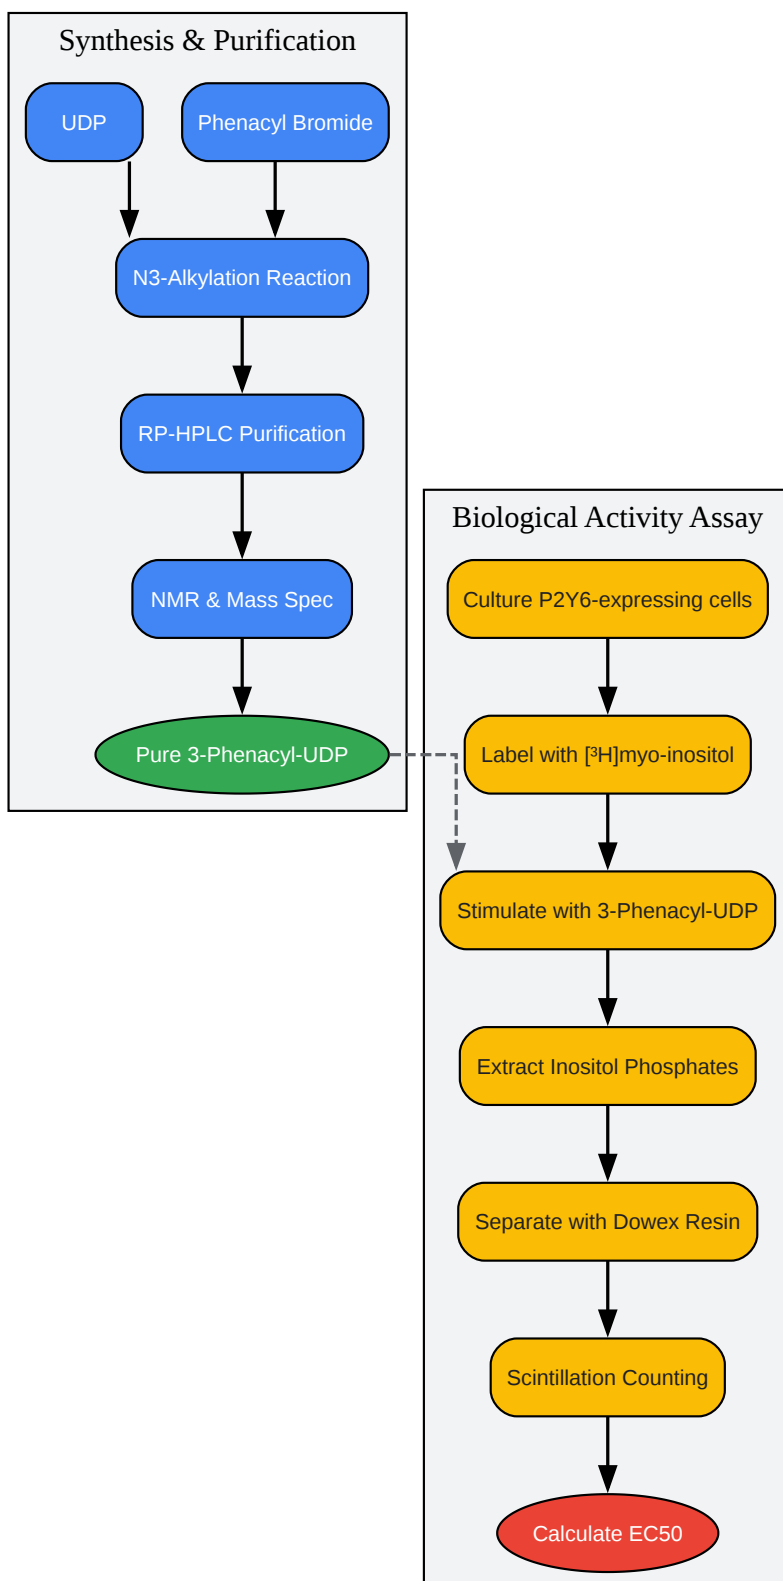 Synthesis & Purification
UDP
Phenacyl Bromide
N3-Alkylation Reaction
RP-HPLC Purification
NMR & Mass Spec
Pure 3-Phenacyl-UDP
Biological Activity Assay
Culture P2Y6-expressing cells
Label with [³H]myo-inositol
Stimulate with 3-Phenacyl-UDP
Extract Inositol Phosphates
Separate with Dowex Resin
Scintillation Counting
Calculate EC50